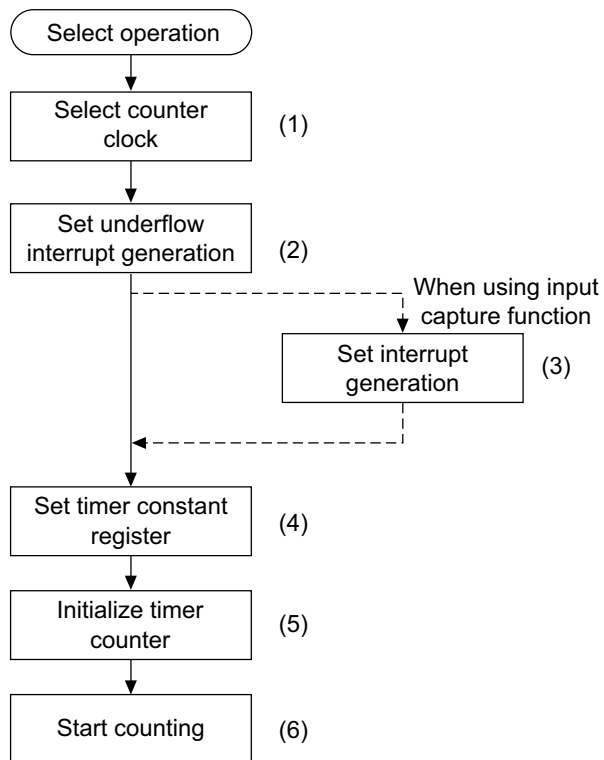 Select operation
Select counter
clock
(1)
Set underflow
interrupt generation
(2)
When using input
capture function
Set interrupt
generation
(3)
Set timer constant
register
(4)
Initialize timer
counter
(5)
Start counting
(6)